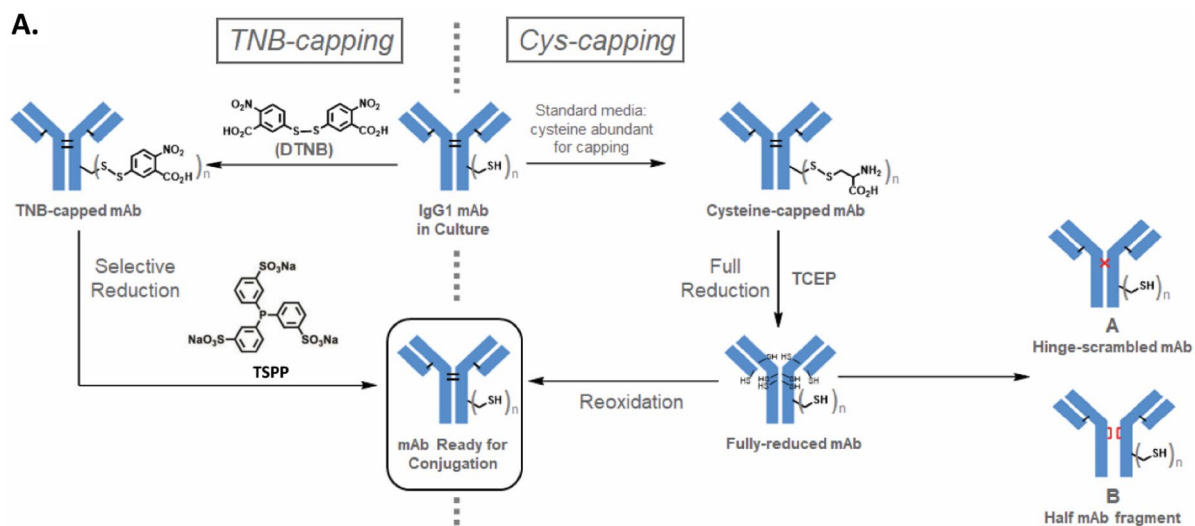 A.
TNB-capping
Cys-capping
NO₂
NO₂
HO₂C
S
S
CO₂H
(DTNB)
Standard media:
cysteine abundant
for capping
(S-S NO₂ CO₂H)n
TNB-capped mAb
(SH)n
IgG1 mAb
in Culture
(S-S NH₂ CO₂H)n
Cysteine-capped mAb
Selective
Reduction
SO₃Na
P
NaO₃S
SO₃Na
TSPP
Full
Reduction
TCEP
(SH)n
A
Hinge-scrambled mAb
(SH)n
mAb Ready for
Conjugation
Reoxidation
SH HS
HS SH
HS SH
HS SH
(SH)n
Fully-reduced mAb
(SH)n
B
Half mAb fragment